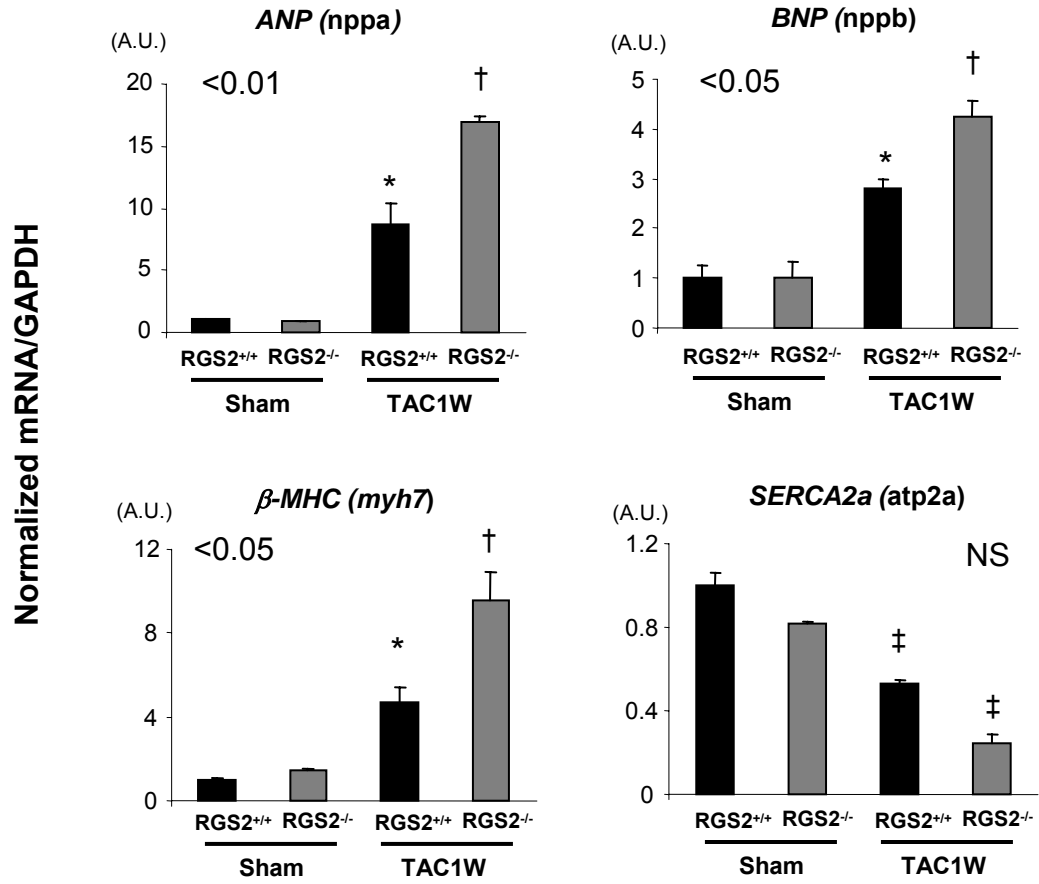 Normalized mRNA/GAPDH
ANP (nppa)
(A.U.)
<0.01
20
15
10
5
0
*
†
RGS2+/+ RGS2-/- RGS2+/+ RGS2-/-
Sham TAC1W
BNP (nppb)
(A.U.)
<0.05
5
4
3
2
1
0
*
†
RGS2+/+ RGS2-/- RGS2+/+ RGS2-/-
Sham TAC1W
β-MHC (myh7)
(A.U.)
<0.05
12
8
4
0
*
†
RGS2+/+ RGS2-/- RGS2+/+ RGS2-/-
Sham TAC1W
SERCA2a (atp2a)
(A.U.)
NS
1.2
0.8
0.4
0
‡
‡
RGS2+/+ RGS2-/- RGS2+/+ RGS2-/-
Sham TAC1W